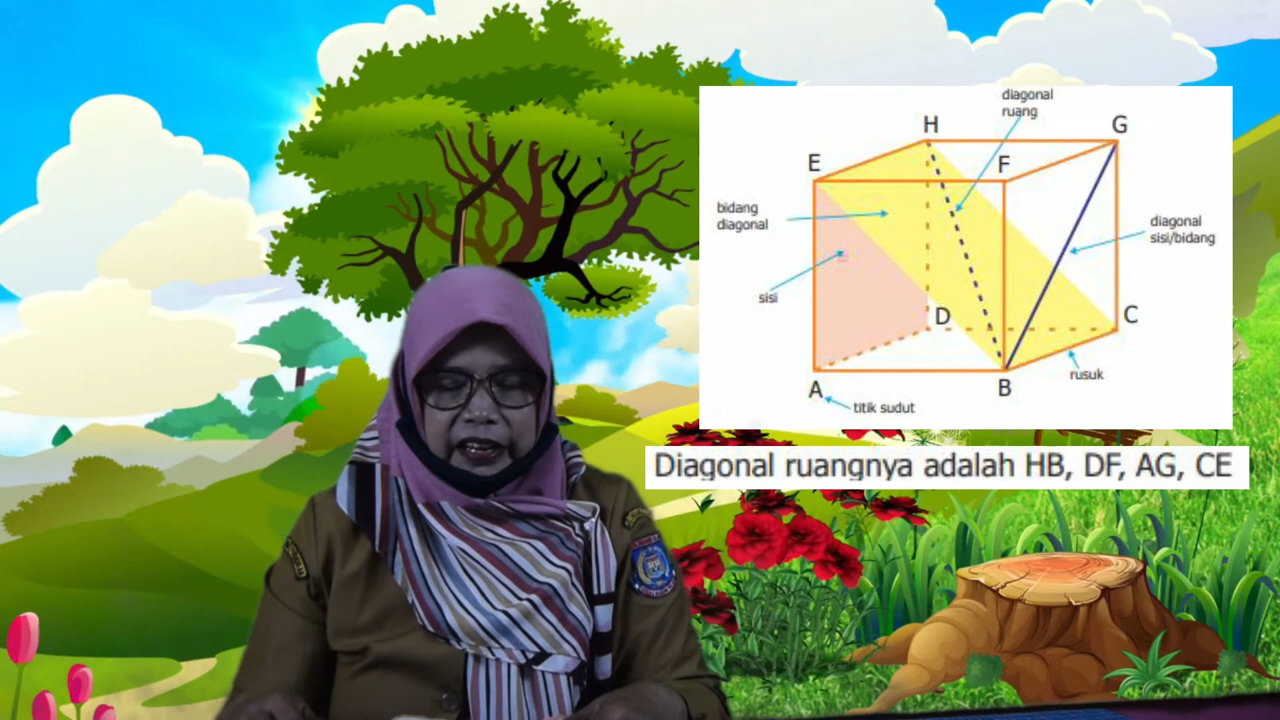 diagonal
ruang
H
G
E
F
bidang
diagonal
diagonal
sisi/bidang
sisi
D
C
rusuk
A
B
titik sudut
Diagonal ruangnya adalah HB, DF, AG, CE